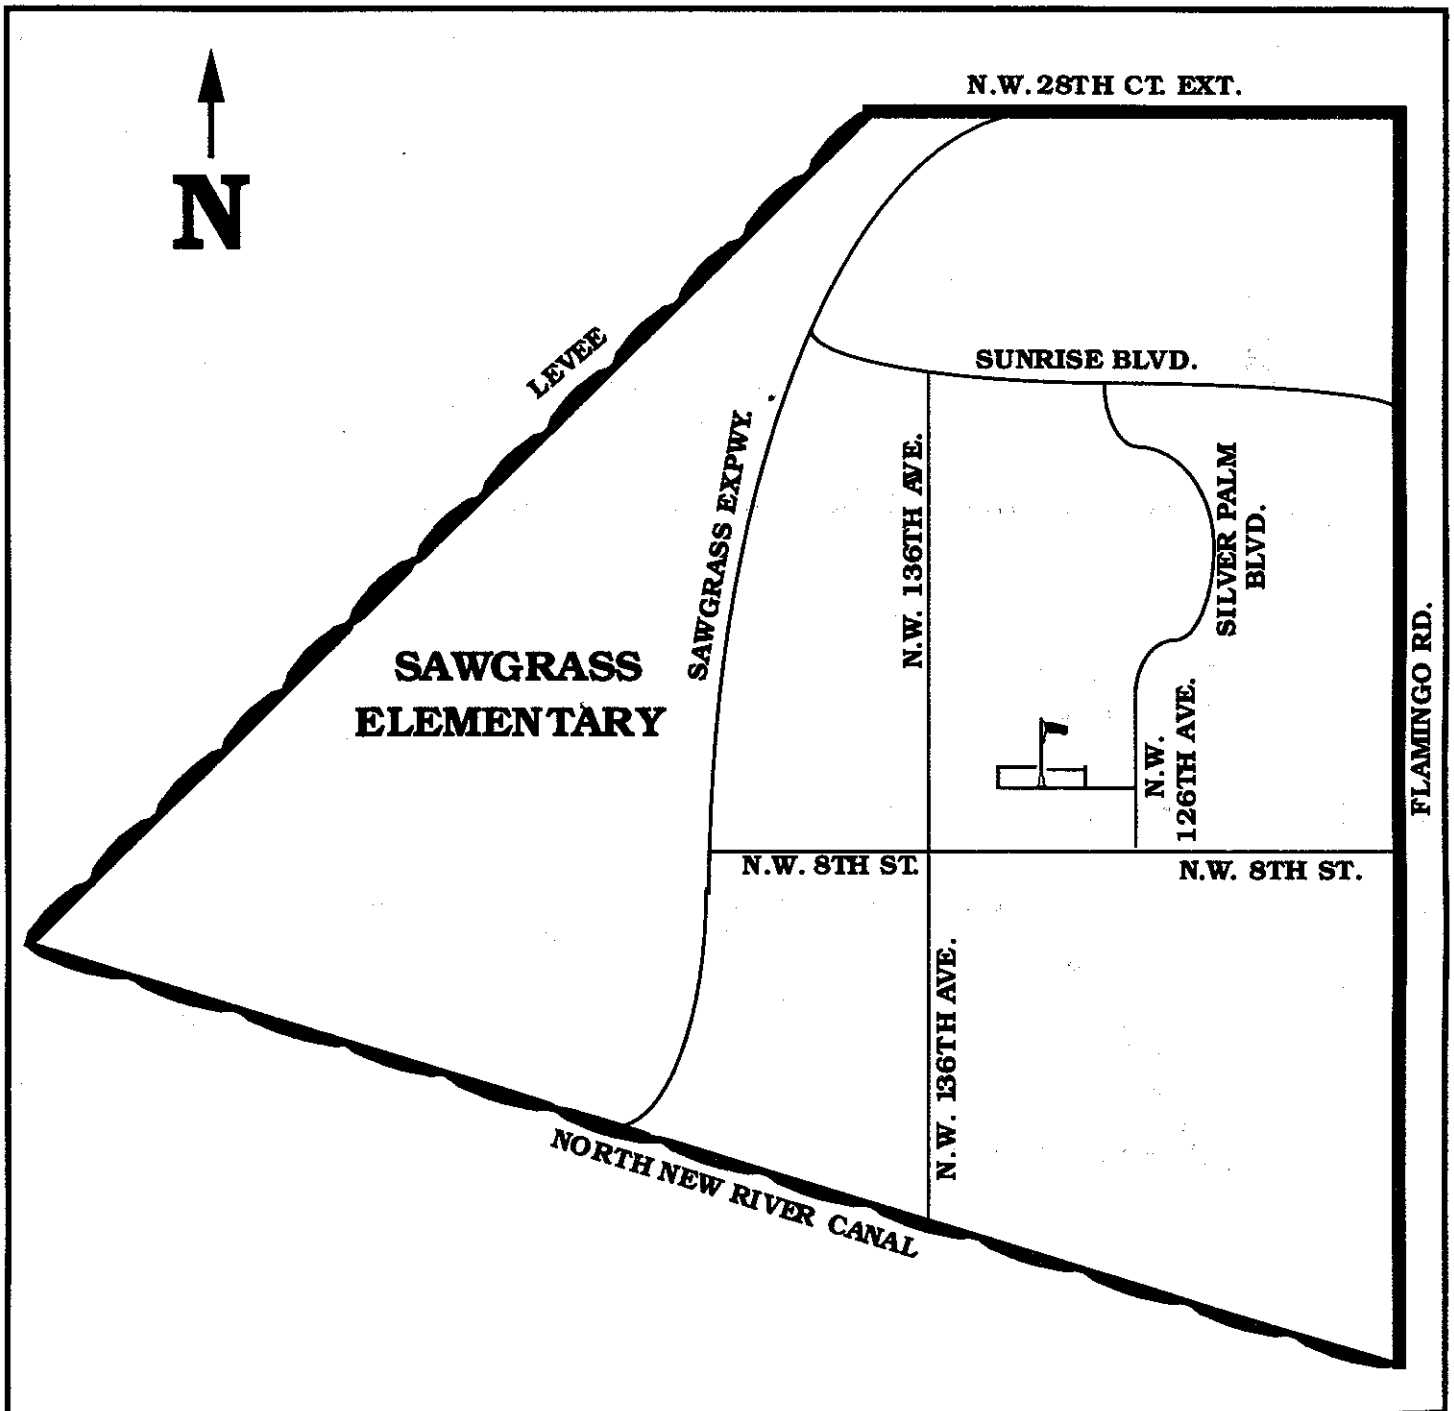 N.W. 28TH CT. EXT.
N
LEVEE
SUNRISE BLVD.
SAWGRASS EXPWY.
N.W. 136TH AVE.
SILVER PALM
BLVD.
SAWGRASS
ELEMENTARY
FLAMINGO RD.
N.W.
126TH AVE.
N.W. 8TH ST.
N.W. 8TH ST.
N.W. 136TH AVE.
NORTH NEW RIVER CANAL